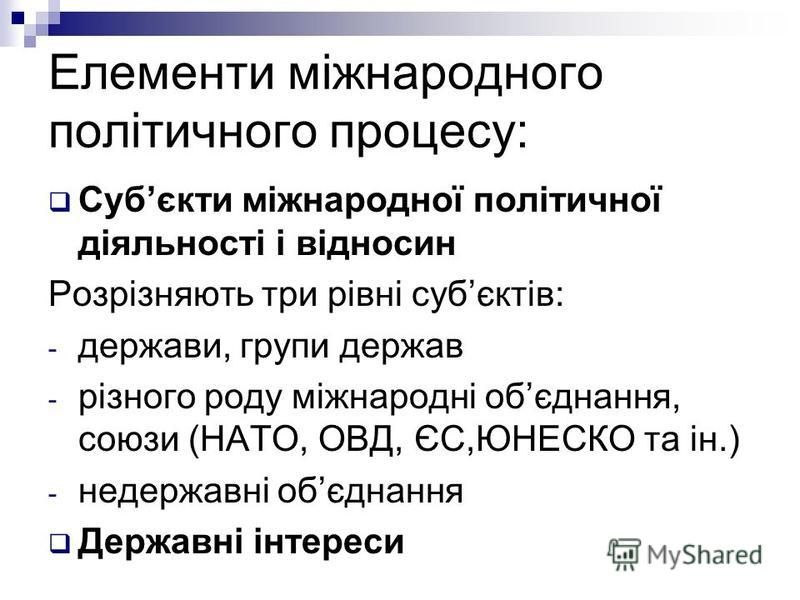 Елементи міжнародного
політичного процесу:
Суб’єкти міжнародної політичної
діяльності і відносин
Розрізняють три рівні суб’єктів:
- держави, групи держав
- різного роду міжнародні об’єднання,
союзи (НАТО, ОВД, ЄС,ЮНЕСКО та ін.)
- недержавні об’єднання
Державні інтереси
MyShared